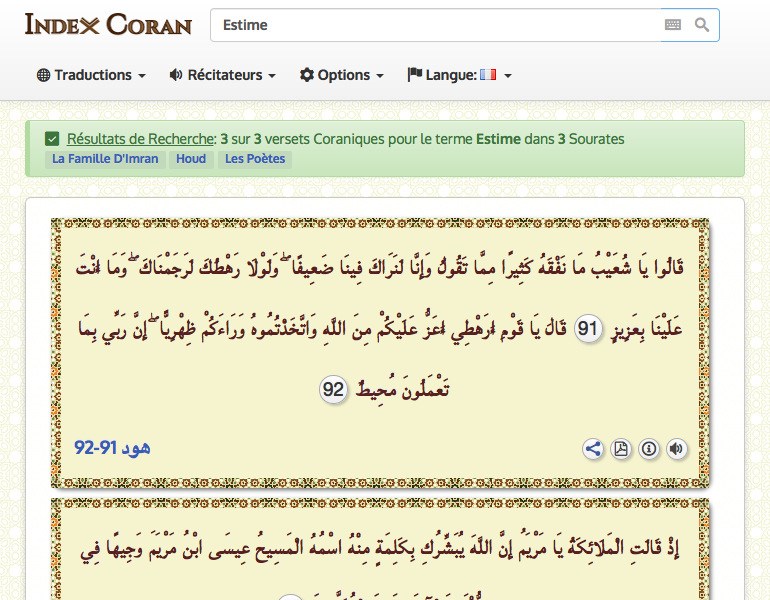 INDEX CORAN
Estime
Traductions
Récitateurs
Options
Langue:
Résultats de Recherche: 3 sur 3 versets Coraniques pour le terme Estime dans 3 Sourates
La Famille D'Imran Houd Les Poètes
قَالُوا يَا شُعَيْبُ مَا نَفْقَهُ كَثِيرًا مِمَّا تَقُولُ وَإِنَّا لَنَرَاكَ فِينَا ضَعِيفًا ۖ وَلَوْلَا رَهْطُكَ لَرَجَمْنَاكَ ۖ وَمَا أَنْتَ
عَلَيْنَا بِعَزِيزٍ 91 قَالَ يَا قَوْمِ أَرَهْطِي أَعَزُّ عَلَيْكُمْ مِنَ اللَّهِ وَاتَّخَذْتُمُوهُ وَرَاءَكُمْ ظِهْرِيًّا ۖ إِنَّ رَبِّي بِمَا
تَعْمَلُونَ مُحِيطٌ 92
هود 91-92
إِذْ قَالَتِ الْمَلَائِكَةُ يَا مَرْيَمُ إِنَّ اللَّهَ يُبَشِّرُكِ بِكَلِمَةٍ مِنْهُ اسْمُهُ الْمَسِيحُ عِيسَى ابْنُ مَرْيَمَ وَجِيهًا فِي